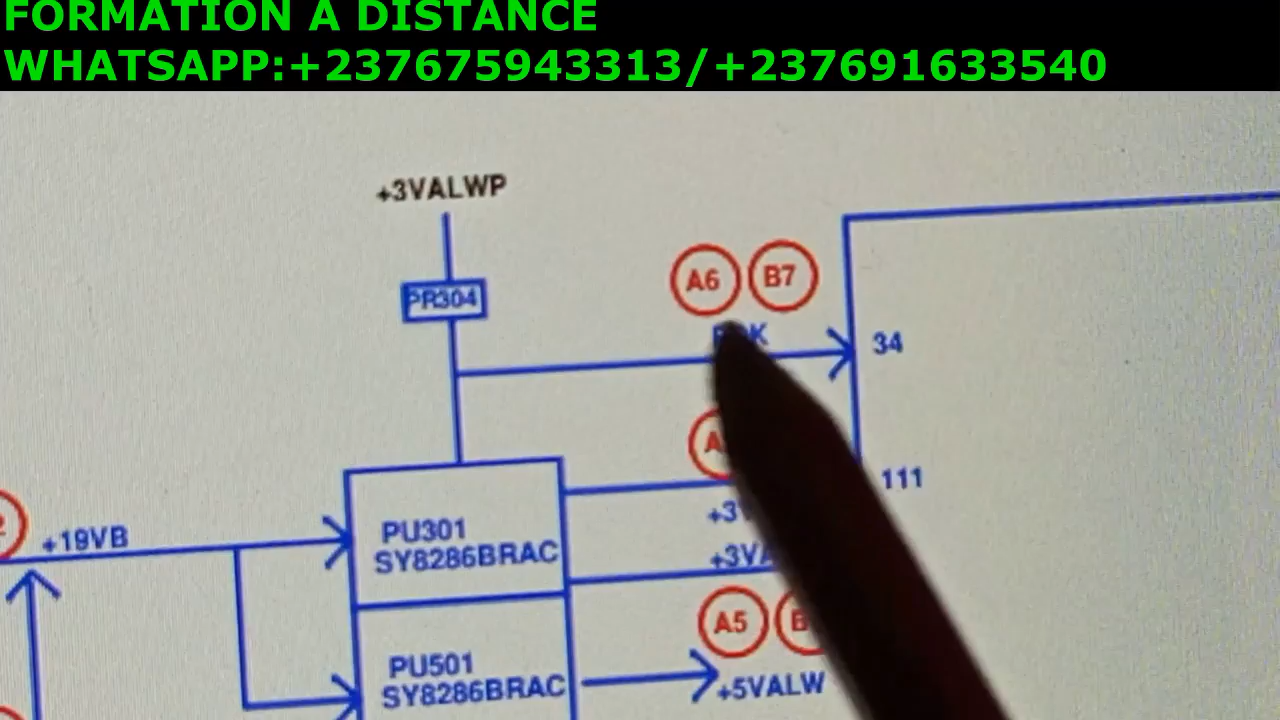 FORMATION A DISTANCE
WHATSAPP:+237675943313/+237691633540
+3VALWP
PR304
A6
B7
34
111
+19VB
PU301
SY8286BRAC
A5
PU501
SY8286BRAC
+5VALW